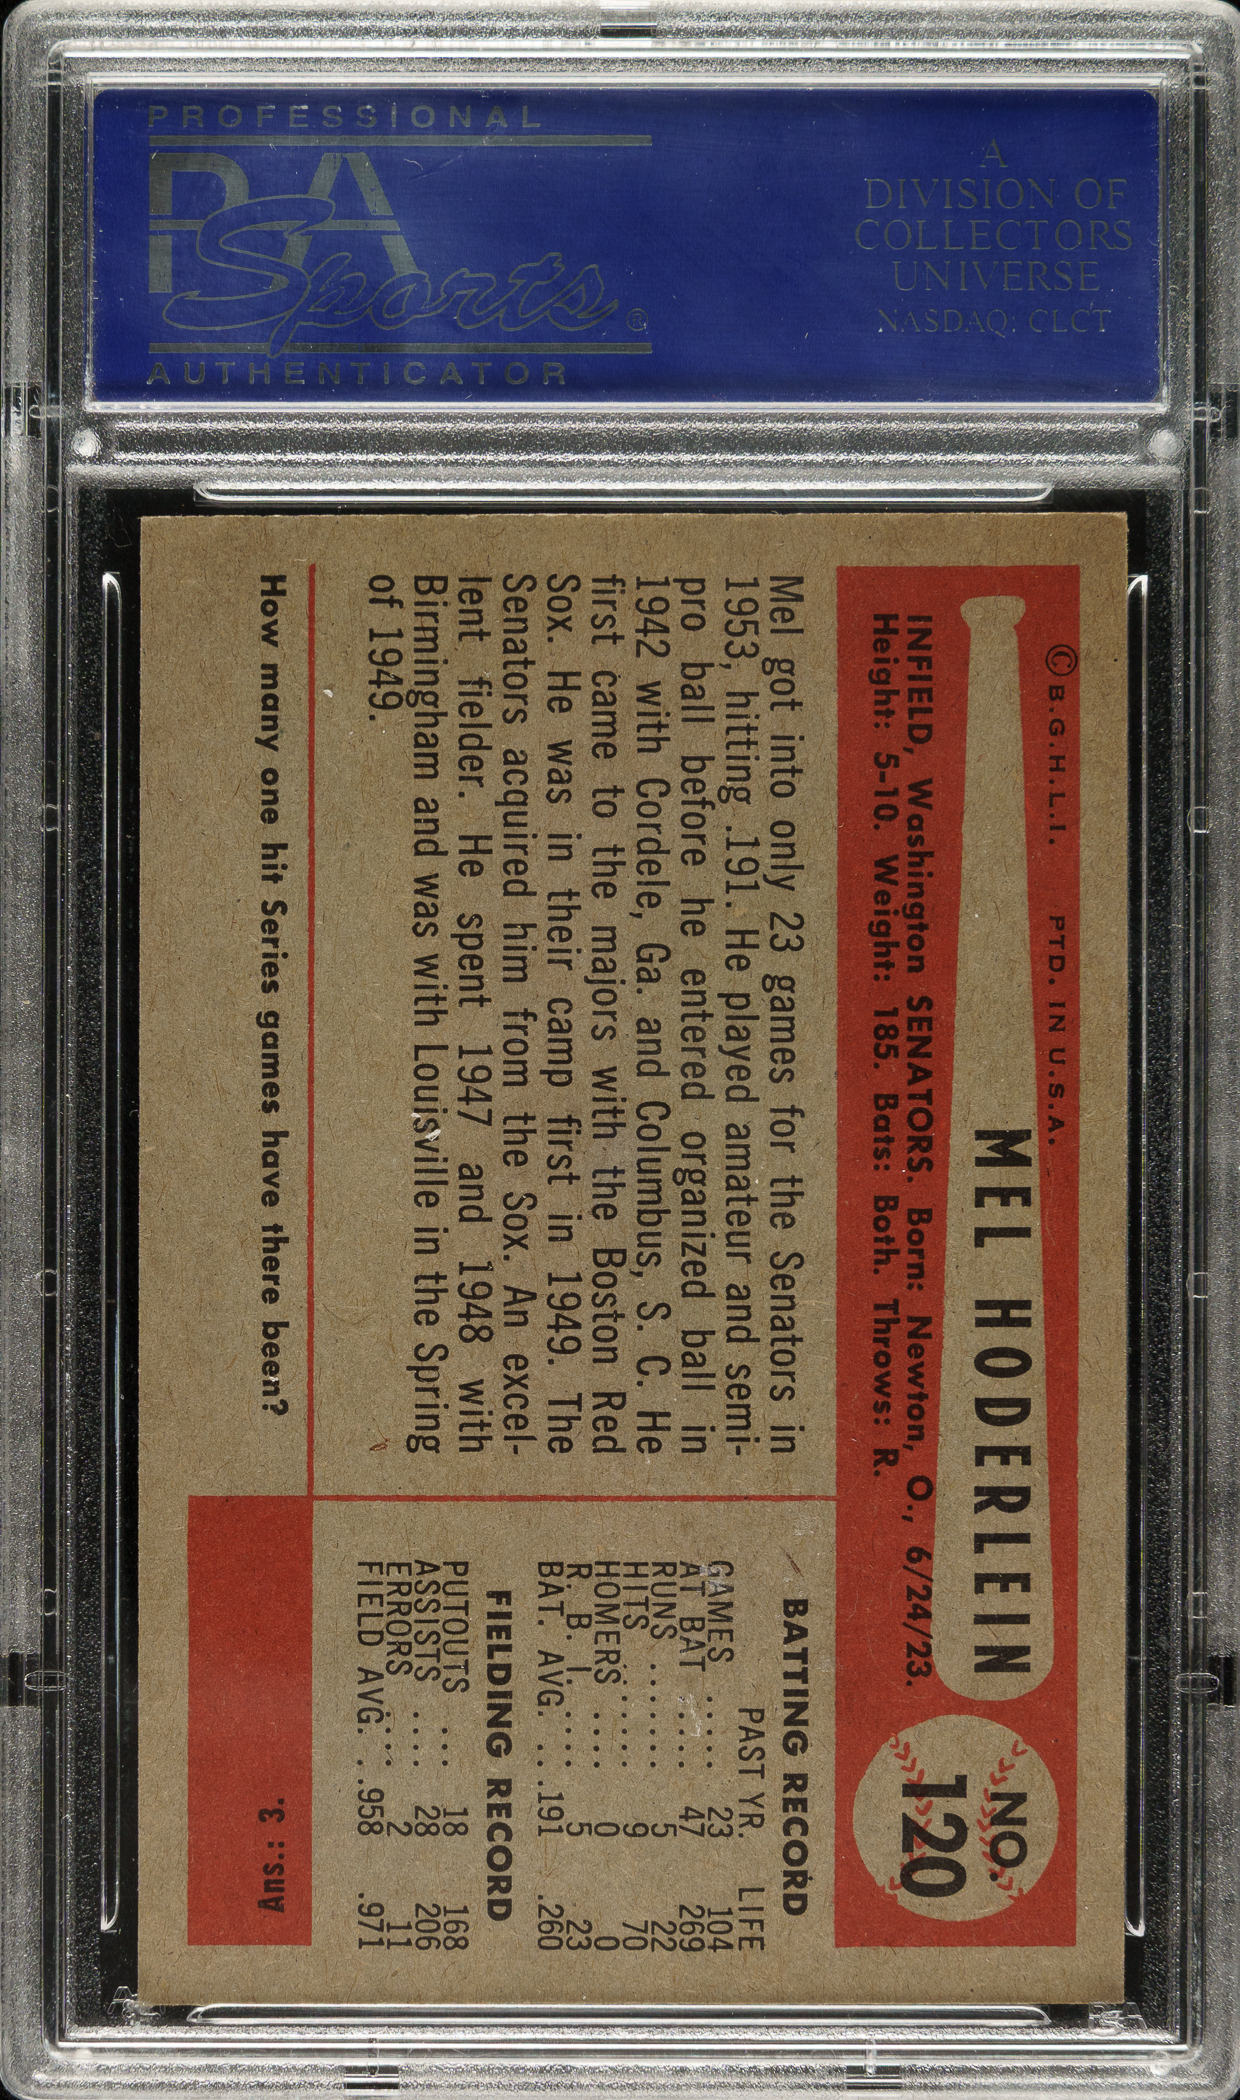 PROFESSIONAL
PSA
Sports®
AUTHENTICATOR
A
DIVISION OF
COLLECTORS
UNIVERSE
NASDAQ: CLCT
© B.G.H.L.I. PTD. IN U.S.A.
MEL HODERLEIN
NO.
120
INFIELD, Washington SENATORS. Born: Newton, O., 6/24/23.
Height: 5-10. Weight: 185. Bats: Both. Throws: R.
Mel got into only 23 games for the Senators in
1953, hitting .191. He played amateur and semi-
pro ball before he entered organized ball in
1942 with Cordele, Ga. and Columbus, S. C. He
first came to the majors with the Boston Red
Sox. He was in their camp first in 1949. The
Senators acquired him from the Sox. An excel-
lent fielder. He spent 1947 and 1948 with
Birmingham and was with Louisville in the Spring
of 1949.
BATTING RECORD
PAST YR. LIFE
GAMES ..... 23 104
AT BAT ..... 47 269
RUNS ....... 5 22
HITS ....... 9 70
HOMERS ..... 0 0
R. B. I. ..... 5 23
BAT. AVG. ... .191 .260
FIELDING RECORD
PUTOUTS ... 18 168
ASSISTS .... 28 206
ERRORS .... 2 11
FIELD AVG. .. .958 .971
How many one hit Series games have there been?
Ans.: 3.